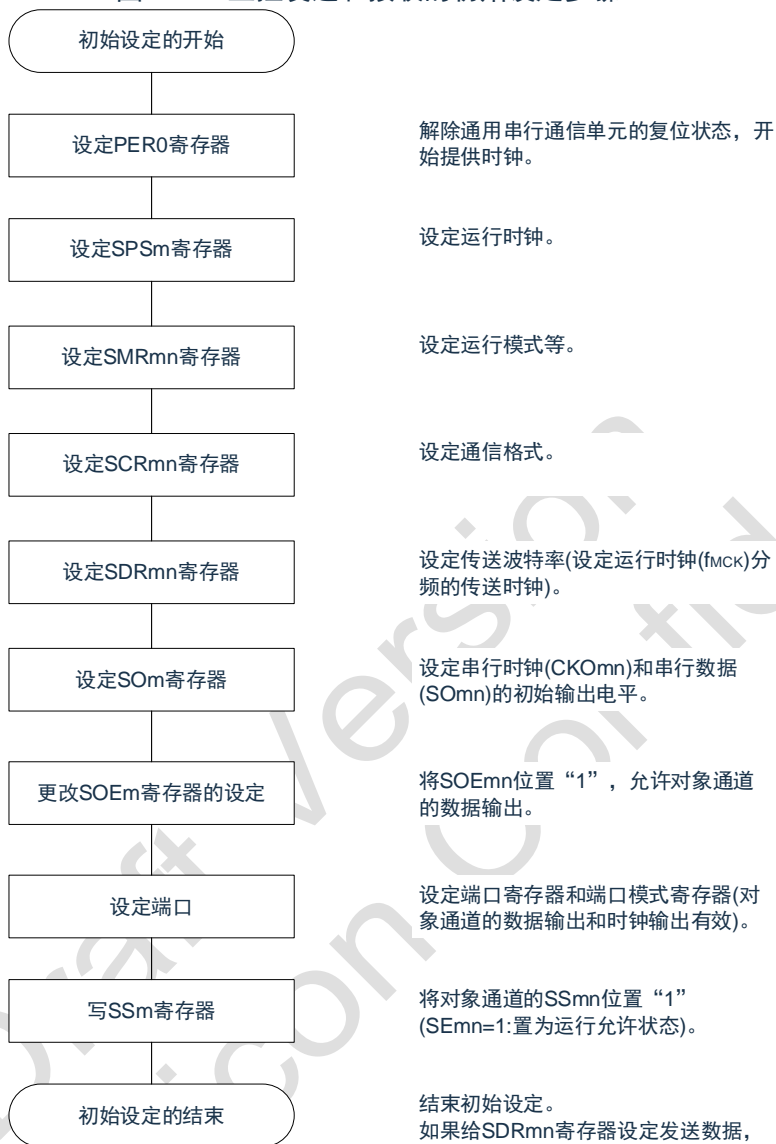 初始设定的开始
设定PER0寄存器
解除通用串行通信单元的复位状态，开
始提供时钟。
设定SPSm寄存器
设定运行时钟。
设定SMRmn寄存器
设定运行模式等。
设定SCRmn寄存器
设定通信格式。
设定SDRmn寄存器
设定传送波特率(设定运行时钟(fMCK)分
频的传送时钟)。
设定SOm寄存器
设定串行时钟(CKOmn)和串行数据
(SOmn)的初始输出电平。
更改SOEm寄存器的设定
将SOEmn位置“1”，允许对象通道
的数据输出。
设定端口
设定端口寄存器和端口模式寄存器(对
象通道的数据输出和时钟输出有效)。
写SSm寄存器
将对象通道的SSmn位置“1”
(SEmn=1:置为运行允许状态)。
初始设定的结束
结束初始设定。
如果给SDRmn寄存器设定发送数据，
Draft Version